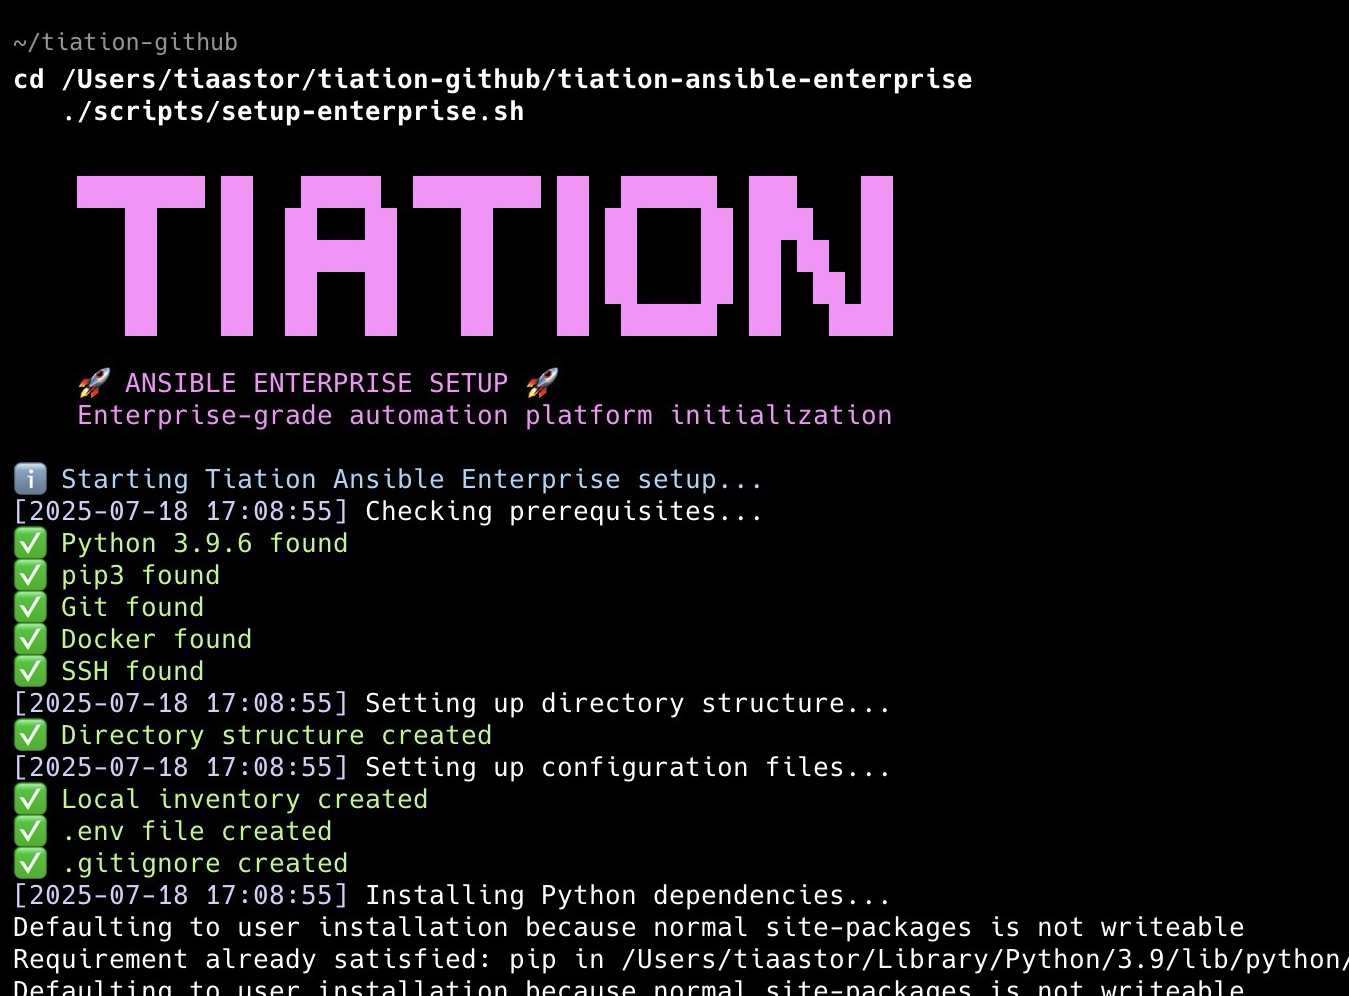 ~/tiation-github
cd /Users/tiaastor/tiation-github/tiation-ansible-enterprise
./scripts/setup-enterprise.sh
TIATION
🚀 ANSIBLE ENTERPRISE SETUP 🚀
Enterprise-grade automation platform initialization
ℹ️ Starting Tiation Ansible Enterprise setup...
[2025-07-18 17:08:55] Checking prerequisites...
✅ Python 3.9.6 found
✅ pip3 found
✅ Git found
✅ Docker found
✅ SSH found
[2025-07-18 17:08:55] Setting up directory structure...
✅ Directory structure created
[2025-07-18 17:08:55] Setting up configuration files...
✅ Local inventory created
✅ .env file created
✅ .gitignore created
[2025-07-18 17:08:55] Installing Python dependencies...
Defaulting to user installation because normal site-packages is not writeable
Requirement already satisfied: pip in /Users/tiaastor/Library/Python/3.9/lib/python/
Defaulting to user installation because normal site-packages is not writeable